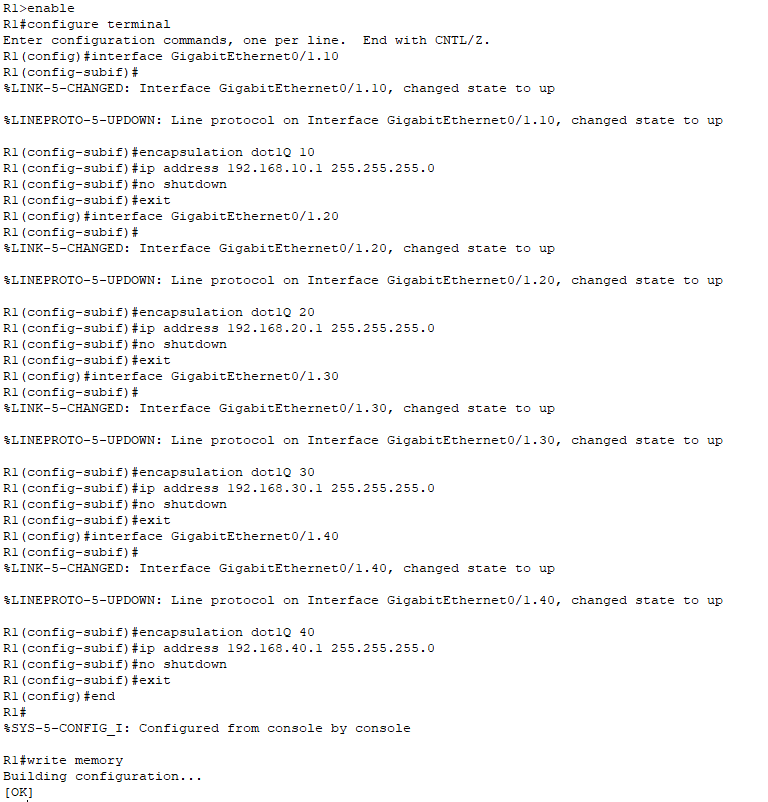 R1>enable
R1#configure terminal
Enter configuration commands, one per line.  End with CNTL/Z.
R1(config)#interface GigabitEthernet0/1.10
R1(config-subif)#
%LINK-5-CHANGED: Interface GigabitEthernet0/1.10, changed state to up

%LINEPROTO-5-UPDOWN: Line protocol on Interface GigabitEthernet0/1.10, changed state to up

R1(config-subif)#encapsulation dot1Q 10
R1(config-subif)#ip address 192.168.10.1 255.255.255.0
R1(config-subif)#no shutdown
R1(config-subif)#exit
R1(config)#interface GigabitEthernet0/1.20
R1(config-subif)#
%LINK-5-CHANGED: Interface GigabitEthernet0/1.20, changed state to up

%LINEPROTO-5-UPDOWN: Line protocol on Interface GigabitEthernet0/1.20, changed state to up

R1(config-subif)#encapsulation dot1Q 20
R1(config-subif)#ip address 192.168.20.1 255.255.255.0
R1(config-subif)#no shutdown
R1(config-subif)#exit
R1(config)#interface GigabitEthernet0/1.30
R1(config-subif)#
%LINK-5-CHANGED: Interface GigabitEthernet0/1.30, changed state to up

%LINEPROTO-5-UPDOWN: Line protocol on Interface GigabitEthernet0/1.30, changed state to up

R1(config-subif)#encapsulation dot1Q 30
R1(config-subif)#ip address 192.168.30.1 255.255.255.0
R1(config-subif)#no shutdown
R1(config-subif)#exit
R1(config)#interface GigabitEthernet0/1.40
R1(config-subif)#
%LINK-5-CHANGED: Interface GigabitEthernet0/1.40, changed state to up

%LINEPROTO-5-UPDOWN: Line protocol on Interface GigabitEthernet0/1.40, changed state to up

R1(config-subif)#encapsulation dot1Q 40
R1(config-subif)#ip address 192.168.40.1 255.255.255.0
R1(config-subif)#no shutdown
R1(config-subif)#exit
R1(config)#end
R1#
%SYS-5-CONFIG_I: Configured from console by console

R1#write memory
Building configuration...
[OK]